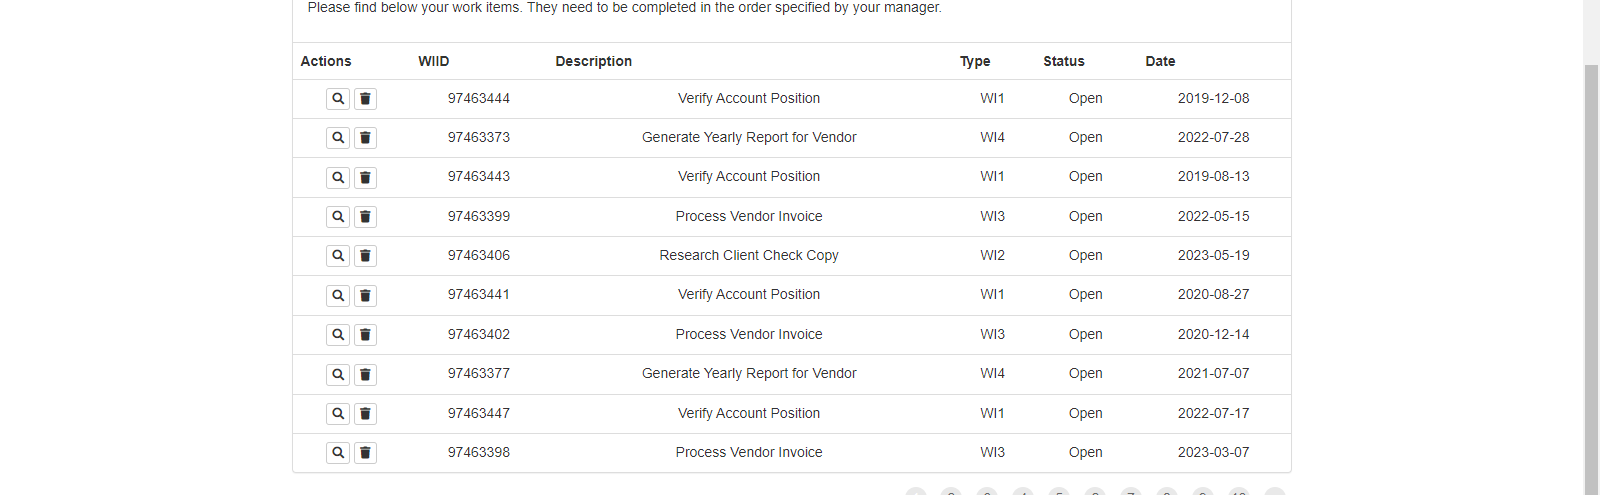 Please find below your work items. They need to be completed in the order specified by your manager.
Actions WIID Description Type Status Date
97463444 Verify Account Position WI1 Open 2019-12-08
97463373 Generate Yearly Report for Vendor WI4 Open 2022-07-28
97463443 Verify Account Position WI1 Open 2019-08-13
97463399 Process Vendor Invoice WI3 Open 2022-05-15
97463406 Research Client Check Copy WI2 Open 2023-05-19
97463441 Verify Account Position WI1 Open 2020-08-27
97463402 Process Vendor Invoice WI3 Open 2020-12-14
97463377 Generate Yearly Report for Vendor WI4 Open 2021-07-07
97463447 Verify Account Position WI1 Open 2022-07-17
97463398 Process Vendor Invoice WI3 Open 2023-03-07